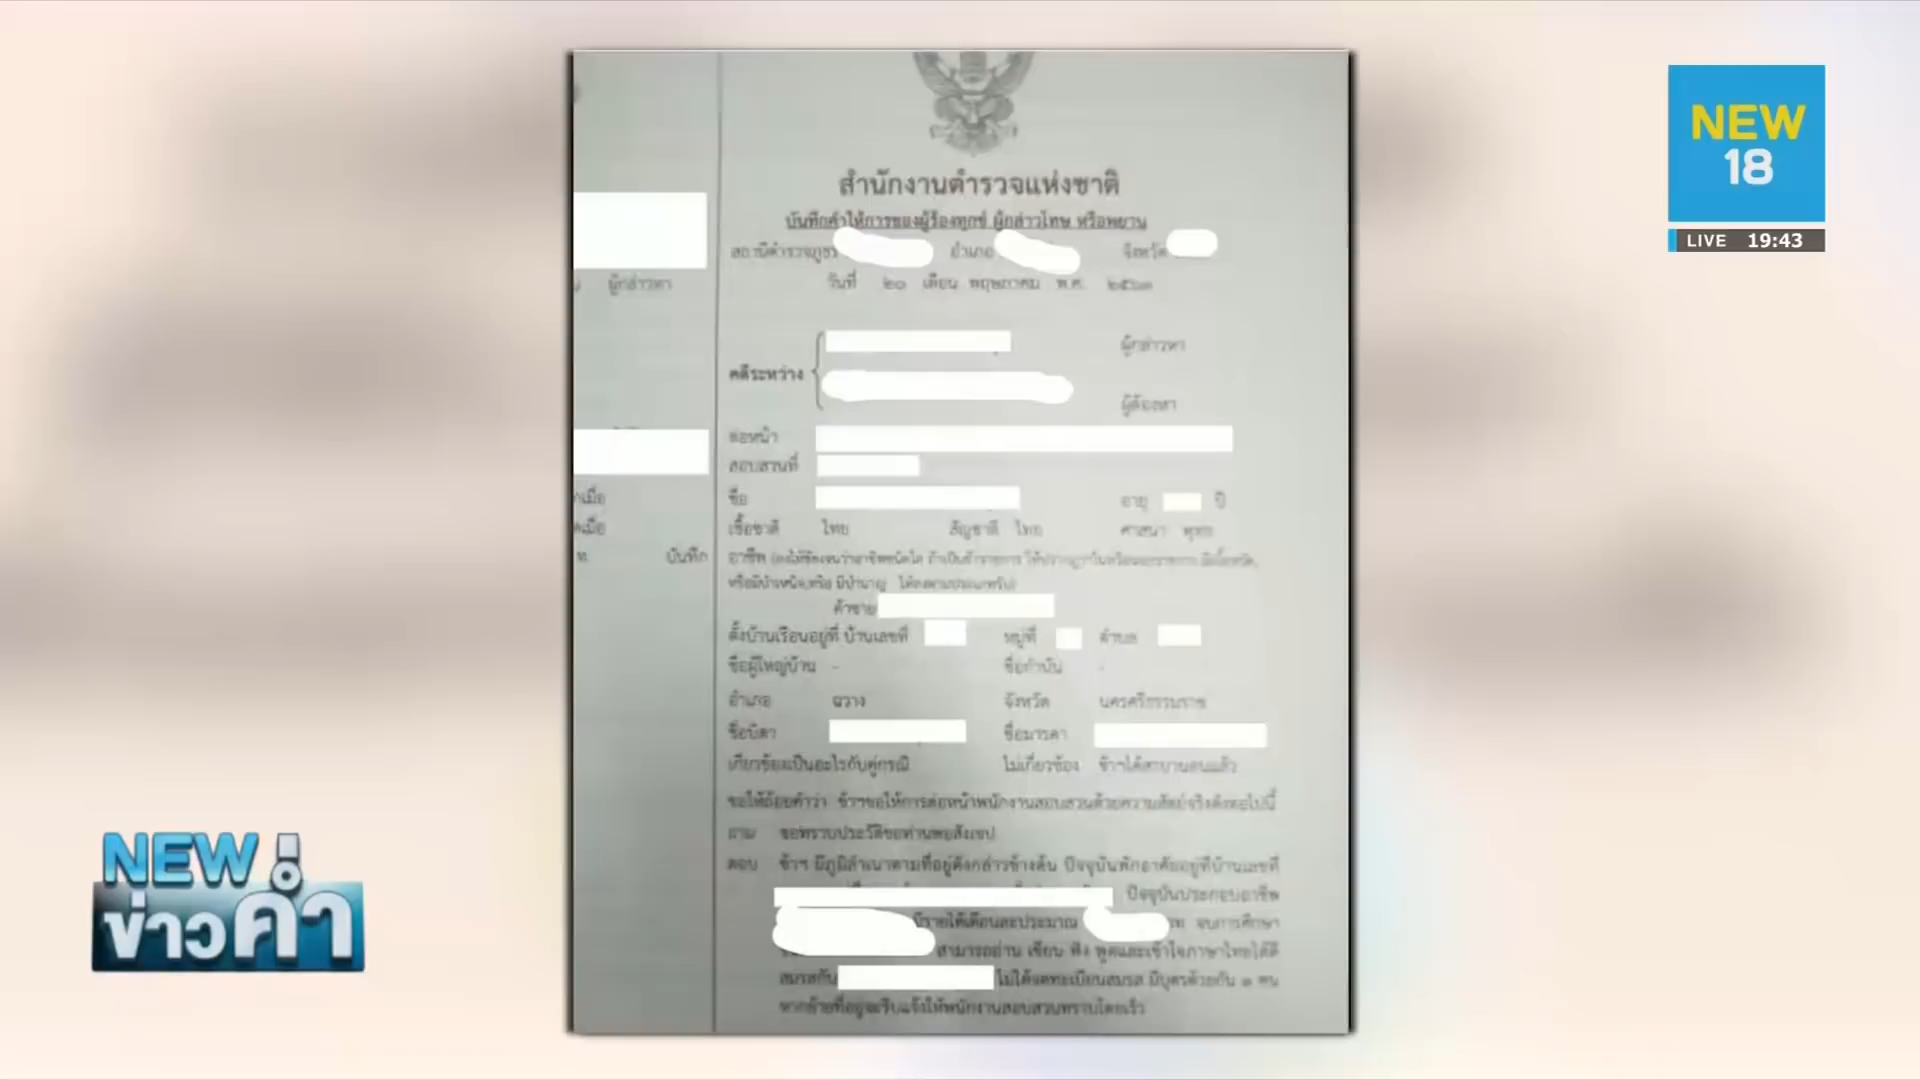 NEW
18
LIVE 19:43
สำนักงานตำรวจแห่งชาติ
บันทึกคำให้การของผู้ร้องทุกข์ ผู้กล่าวโทษ หรือพยาน
สถานีตำรวจภูธร อำเภอ จังหวัด
ผู้กล่าวหา
วันที่ ๒๐ เดือน พฤษภาคม พ.ศ. ๒๕๖๓
ผู้กล่าวหา
คดีระหว่าง
ผู้ต้องหา
ต่อหน้า
สอบสวนที่
ชื่อ อายุ ปี
เชื้อชาติ ไทย สัญชาติ ไทย ศาสนา พุทธ
บันทึก
อาชีพ
ค้าขาย
ตั้งบ้านเรือนอยู่ที่ บ้านเลขที่ หมู่ที่ ตำบล
ชื่อผู้ใหญ่บ้าน - ชื่อกำนัน -
อำเภอ ฉวาง จังหวัด นครศรีธรรมราช
ชื่อบิดา ชื่อมารดา
เกี่ยวข้องเป็นอะไรกับคู่กรณี ไม่เกี่ยวข้อง ข้าฯได้สาบานตนแล้ว
ขอให้ถ้อยคำว่า ข้าฯขอให้การต่อหน้าพนักงานสอบสวนด้วยความสัตย์จริงดังต่อไปนี้
ถาม ขอทราบประวัติของท่านพอสังเขป
ตอบ ข้าฯ มีภูมิลำเนาตามที่อยู่ดังกล่าวข้างต้น ปัจจุบันพักอาศัยอยู่ที่บ้านเลขที่
ปัจจุบันประกอบอาชีพ
มีรายได้เดือนละประมาณ จบการศึกษา
สามารถอ่าน เขียน ฟัง พูดและเข้าใจภาษาไทยได้ดี
สมรสกับ ไม่ได้จดทะเบียนสมรส มีบุตรด้วยกัน ๑ คน
หากย้ายที่อยู่จะรีบแจ้งให้พนักงานสอบสวนทราบโดยเร็ว
NEW!
ข่าวค่ำ